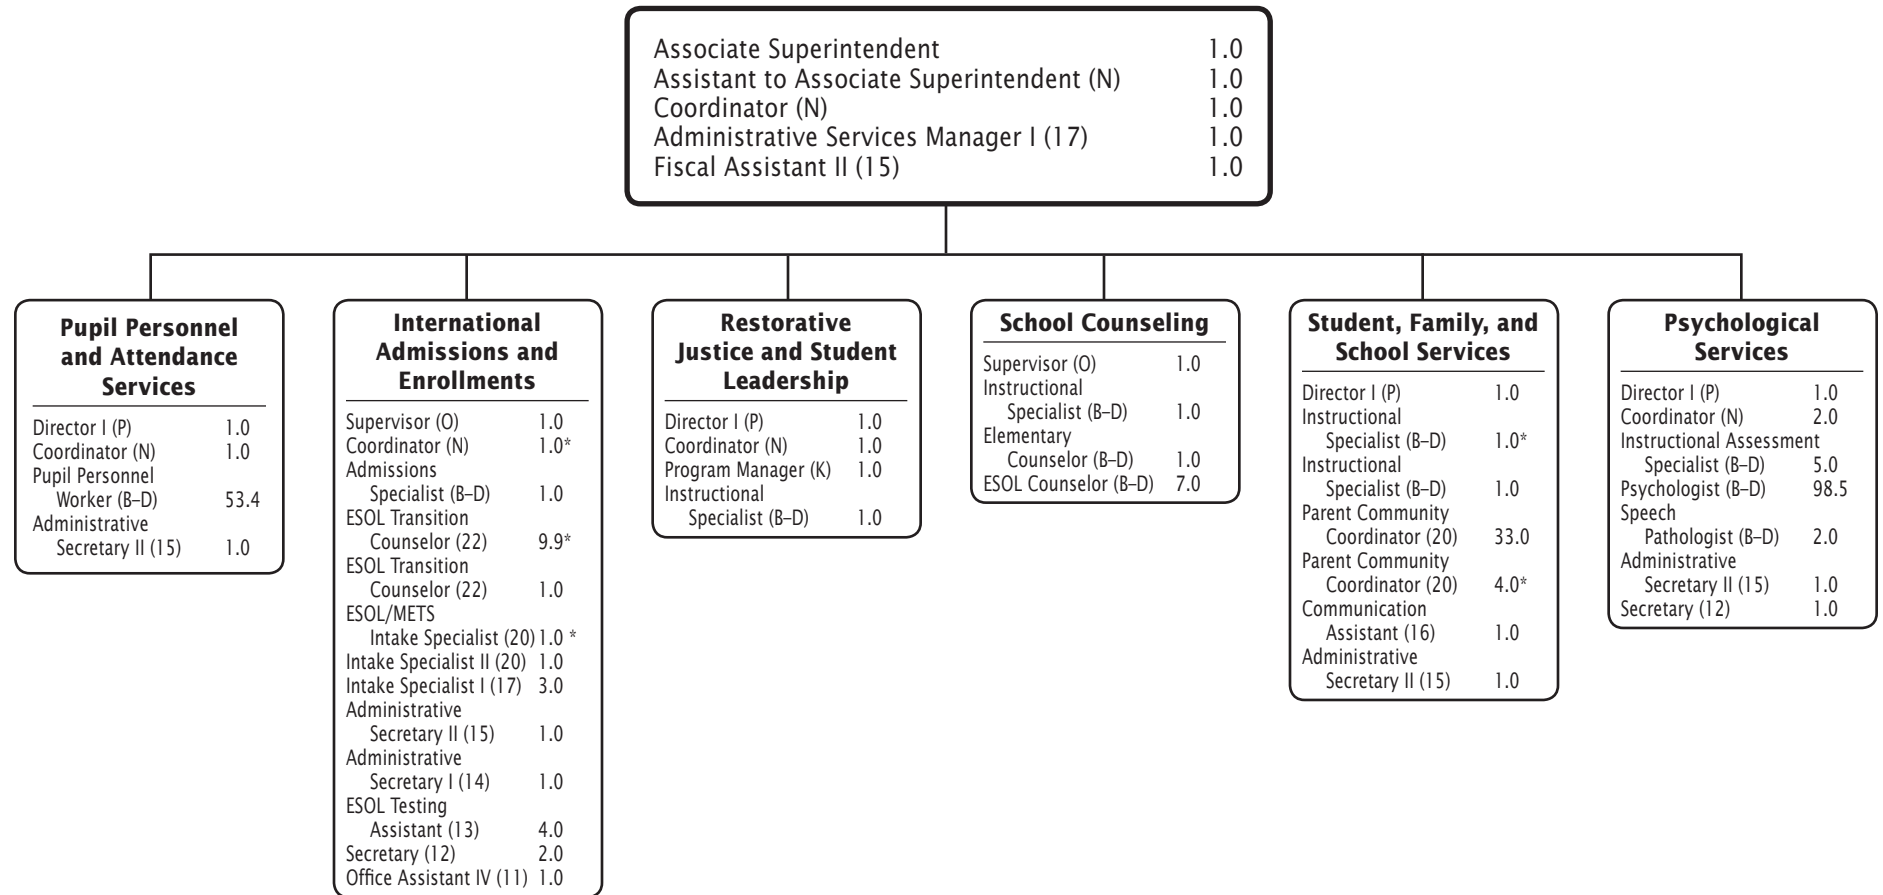 Associate Superintendent 1.0
Assistant to Associate Superintendent (N) 1.0
Coordinator (N) 1.0
Administrative Services Manager I (17) 1.0
Fiscal Assistant II (15) 1.0
Pupil Personnel
and Attendance
Services
Director I (P) 1.0
Coordinator (N) 1.0
Pupil Personnel
Worker (B–D) 53.4
Administrative
Secretary II (15) 1.0
International
Admissions and
Enrollments
Supervisor (O) 1.0
Coordinator (N) 1.0*
Admissions
Specialist (B–D) 1.0
ESOL Transition
Counselor (22) 9.9*
ESOL Transition
Counselor (22) 1.0
ESOL/METS
Intake Specialist (20) 1.0 *
Intake Specialist II (20) 1.0
Intake Specialist I (17) 3.0
Administrative
Secretary II (15) 1.0
Administrative
Secretary I (14) 1.0
ESOL Testing
Assistant (13) 4.0
Secretary (12) 2.0
Office Assistant IV (11) 1.0
Restorative
Justice and Student
Leadership
Director I (P) 1.0
Coordinator (N) 1.0
Program Manager (K) 1.0
Instructional
Specialist (B–D) 1.0
School Counseling
Supervisor (O) 1.0
Instructional
Specialist (B–D) 1.0
Elementary
Counselor (B–D) 1.0
ESOL Counselor (B–D) 7.0
Student, Family, and
School Services
Director I (P) 1.0
Instructional
Specialist (B–D) 1.0*
Instructional
Specialist (B–D) 1.0
Parent Community
Coordinator (20) 33.0
Parent Community
Coordinator (20) 4.0*
Communication
Assistant (16) 1.0
Administrative
Secretary II (15) 1.0
Psychological
Services
Director I (P) 1.0
Coordinator (N) 2.0
Instructional Assessment
Specialist (B–D) 5.0
Psychologist (B–D) 98.5
Speech
Pathologist (B–D) 2.0
Administrative
Secretary II (15) 1.0
Secretary (12) 1.0